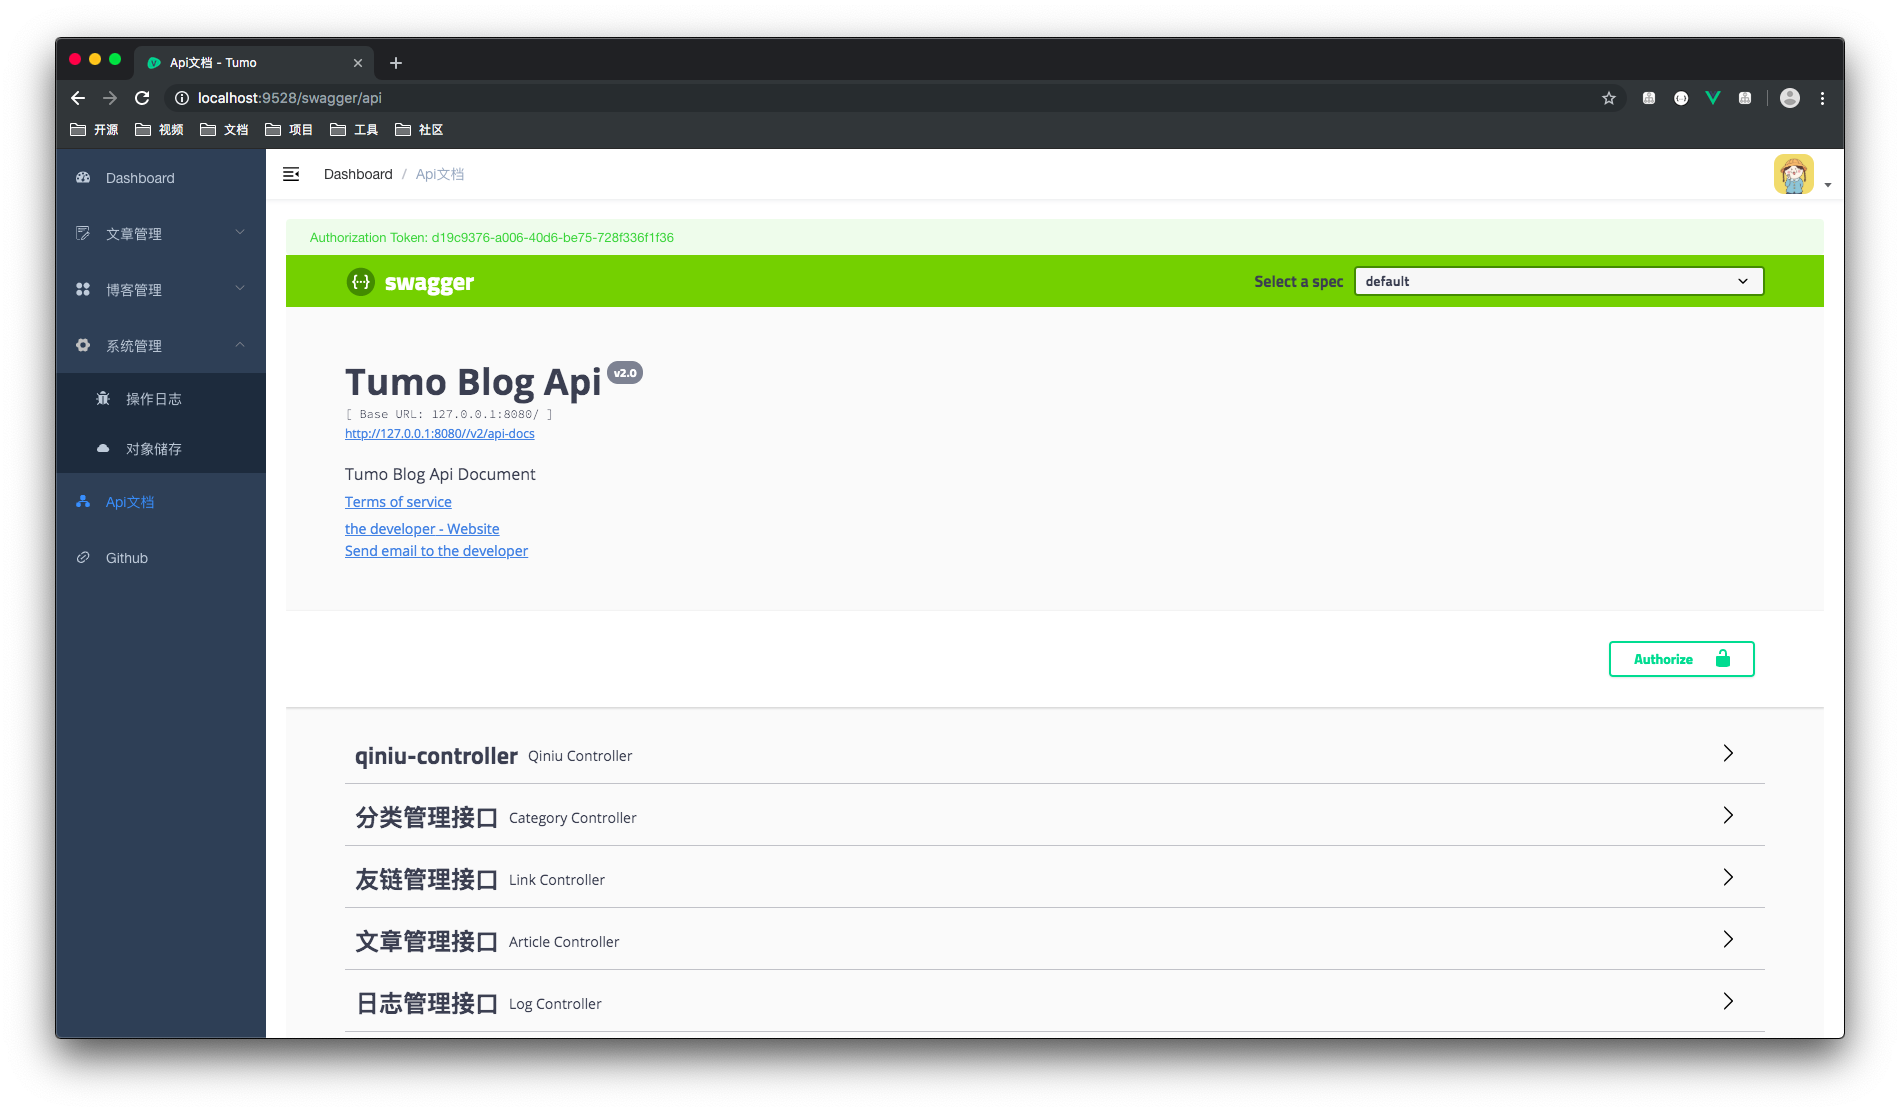 Api文档 - Tumo
localhost:9528/swagger/api
开源 视频 文档 项目 工具 社区
Dashboard
文章管理
博客管理
系统管理
操作日志
对象储存
Api文档
Github
Dashboard / Api文档
Authorization Token: d19c9376-a006-40d6-be75-728f336f1f36
{··} swagger
Select a spec default
Tumo Blog Api v2.0
[ Base URL: 127.0.0.1:8080/ ]
http://127.0.0.1:8080//v2/api-docs
Tumo Blog Api Document
Terms of service
the developer - Website
Send email to the developer
Authorize
qiniu-controller Qiniu Controller
分类管理接口 Category Controller
友链管理接口 Link Controller
文章管理接口 Article Controller
日志管理接口 Log Controller